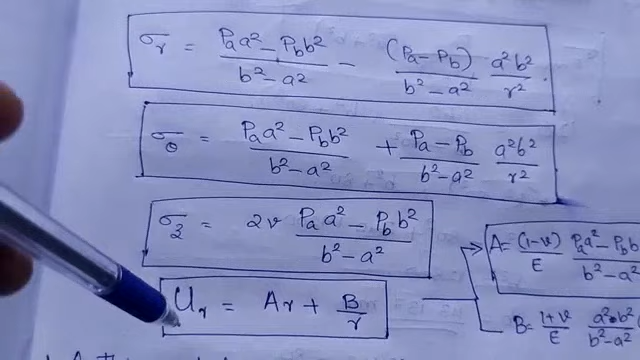 σr = (Pa a² − Pb b²)/(b² − a²) − (Pa − Pb)/(b² − a²) a²b²/r²
σθ = (Pa a² − Pb b²)/(b² − a²) + (Pa − Pb)/(b² − a²) a²b²/r²
σz = 2ν (Pa a² − Pb b²)/(b² − a²)
Ur = Ar + B/r
A = (1−ν)/E (Pa a² − Pb b)/(b² − a²
B = (1+ν)/E a²b²/(b² − a²